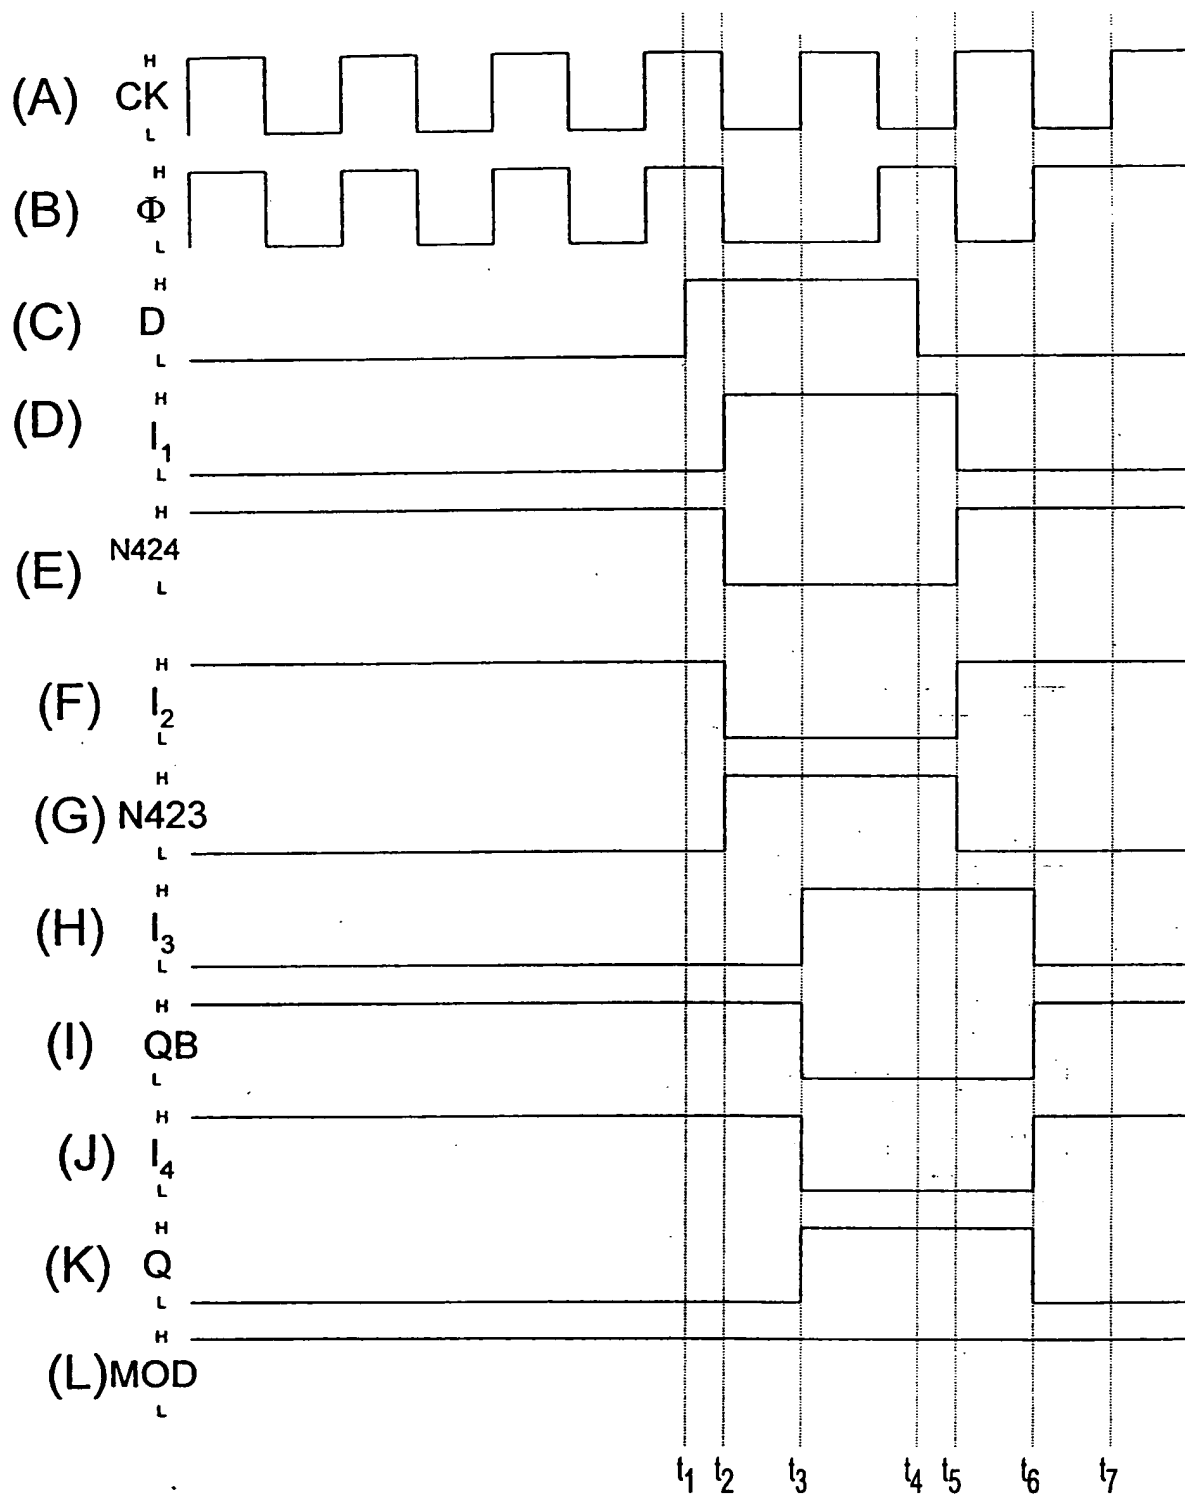 H
(A) CK
L
H
(B) Φ
L
H
(C) D
L
H
(D) I₁
L
H
N424
(E)
L
H
(F) I₂
L
H
(G) N423
L
H
(H) I₃
L
H
(I) QB
L
H
(J) I₄
L
H
(K) Q
L
H
(L) MOD
L
t₁ t₂ t₃ t₄ t₅ t₆ t₇